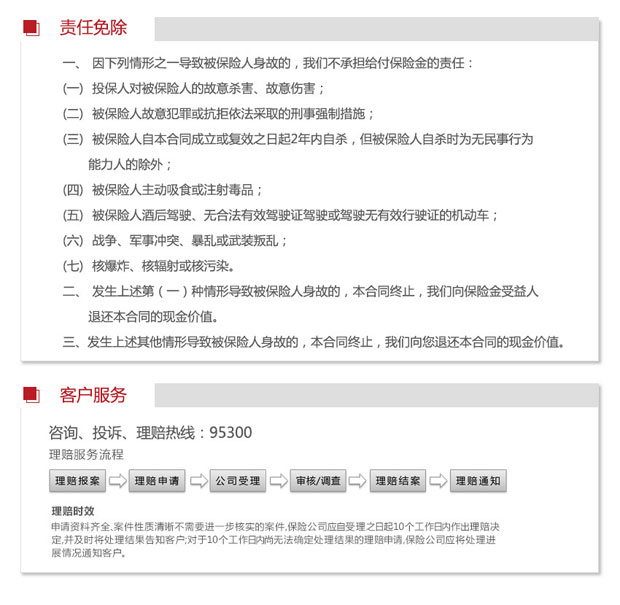 责任免除
一、 因下列情形之一导致被保险人身故的，我们不承担给付保险金的责任：
(一) 投保人对被保险人的故意杀害、故意伤害；
(二) 被保险人故意犯罪或抗拒依法采取的刑事强制措施；
(三) 被保险人自本合同成立或复效之日起2年内自杀，但被保险人自杀时为无民事行为
能力人的除外；
(四) 被保险人主动吸食或注射毒品；
(五) 被保险人酒后驾驶、无合法有效驾驶证驾驶或驾驶无有效行驶证的机动车；
(六) 战争、军事冲突、暴乱或武装叛乱；
(七) 核爆炸、核辐射或核污染。
二、 发生上述第（一）种情形导致被保险人身故的，本合同终止，我们向保险金受益人
退还本合同的现金价值。
三、发生上述其他情形导致被保险人身故的，本合同终止，我们向您退还本合同的现金价值。
客户服务
咨询、投诉、理赔热线：95300
理赔服务流程
理赔报案 理赔申请 公司受理 审核/调查 理赔结案 理赔通知
理赔时效
申请资料齐全,案件性质清晰不需要进一步核实的案件,保险公司应自受理之日起10个工作日内作出理赔决
定,并及时将处理结果告知客户;对于10个工作日内尚无法确定处理结果的理赔申请,保险公司应将处理进
展情况通知客户。